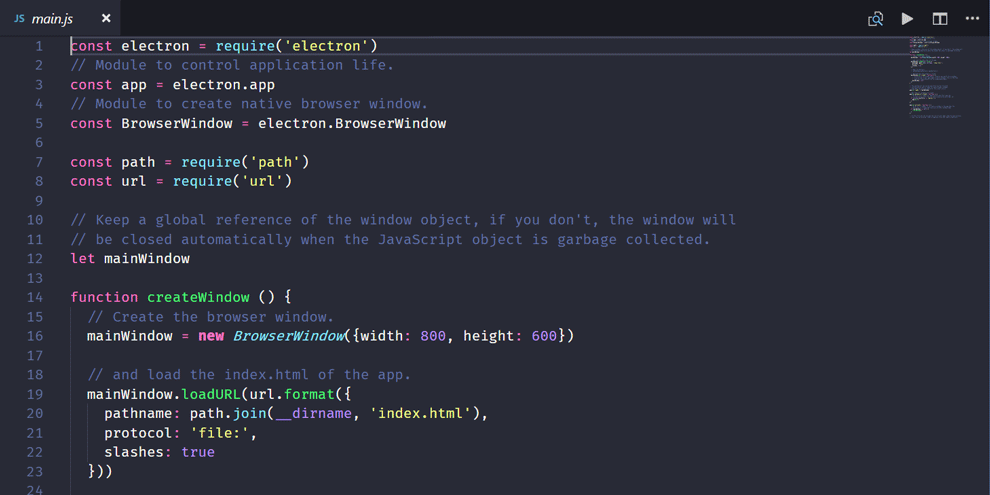 JS main.js ×
1 const electron = require('electron')
2 // Module to control application life.
3 const app = electron.app
4 // Module to create native browser window.
5 const BrowserWindow = electron.BrowserWindow
6
7 const path = require('path')
8 const url = require('url')
9
10 // Keep a global reference of the window object, if you don't, the window will
11 // be closed automatically when the JavaScript object is garbage collected.
12 let mainWindow
13
14 function createWindow () {
15   // Create the browser window.
16   mainWindow = new BrowserWindow({width: 800, height: 600})
17
18   // and load the index.html of the app.
19   mainWindow.loadURL(url.format({
20     pathname: path.join(__dirname, 'index.html'),
21     protocol: 'file:',
22     slashes: true
23   }))
24